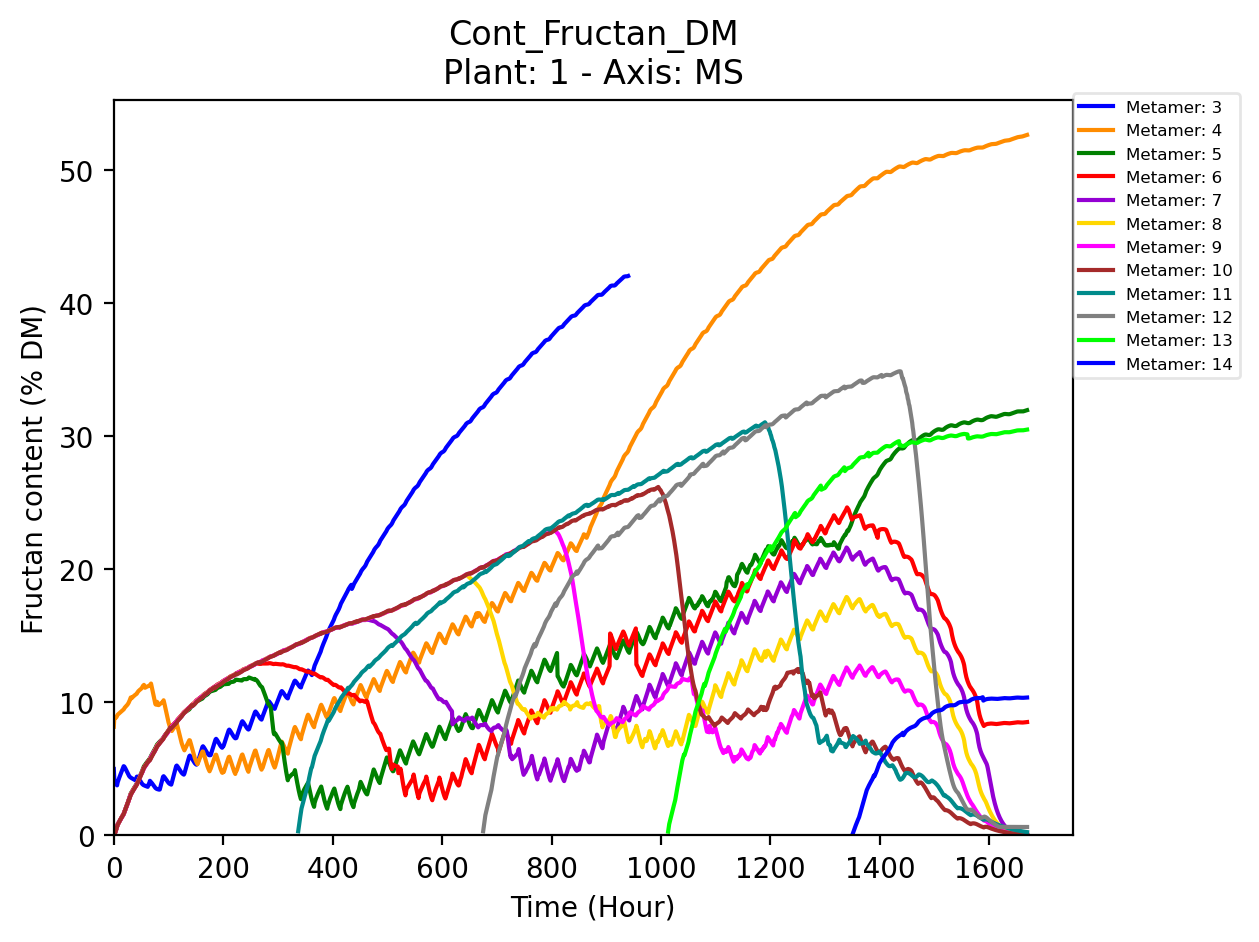 Cont_Fructan_DM
Plant: 1 - Axis: MS
Fructan content (% DM)
50
40
30
20
10
0
0 200 400 600 800 1000 1200 1400 1600
Time (Hour)
Metamer: 3
Metamer: 4
Metamer: 5
Metamer: 6
Metamer: 7
Metamer: 8
Metamer: 9
Metamer: 10
Metamer: 11
Metamer: 12
Metamer: 13
Metamer: 14